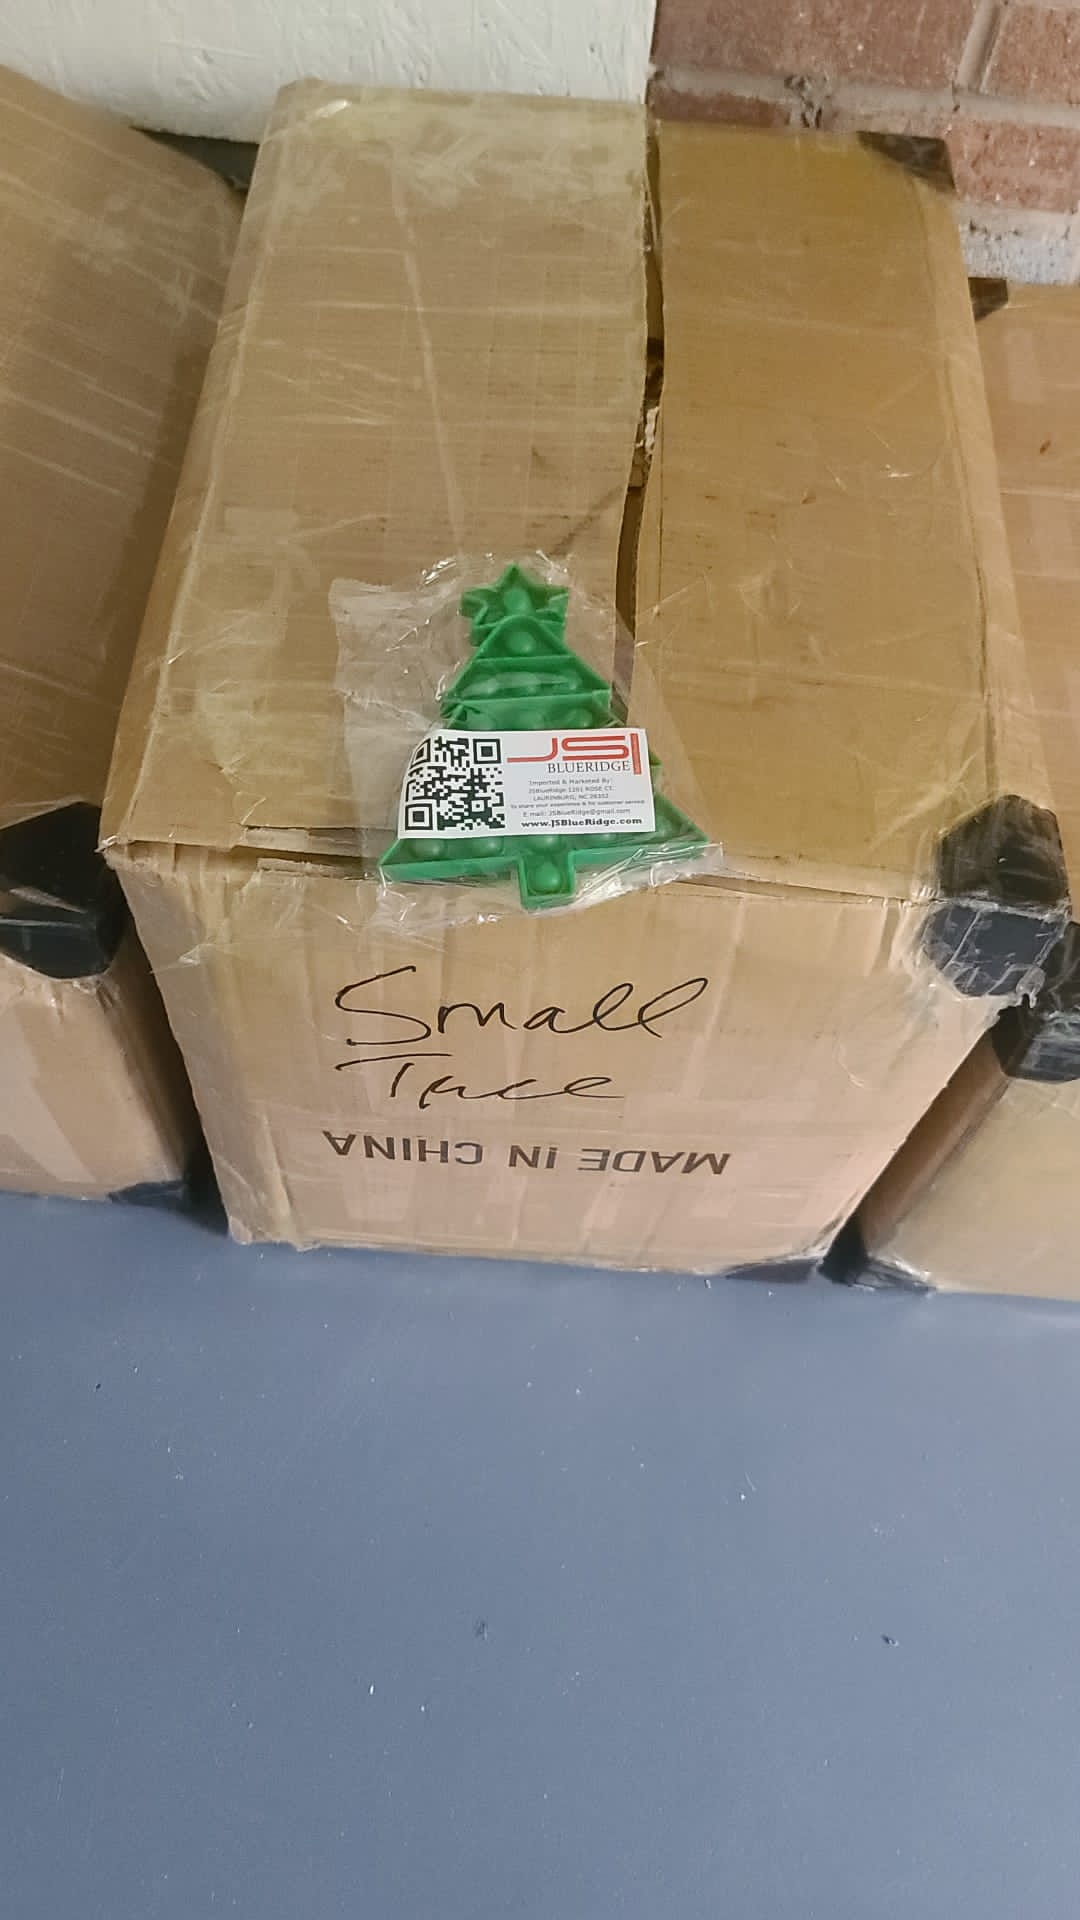 JS
BLUERIDGE
Imported & Marketed By:
JSBlueRidge 1201 ROSE CT.
LAURINBURG, NC 28352
To share your experience & for customer service
E mail: JSBlueRidge@gmail.com
www.JSBlueRidge.com
Small
Tree
MADE IN CHINA